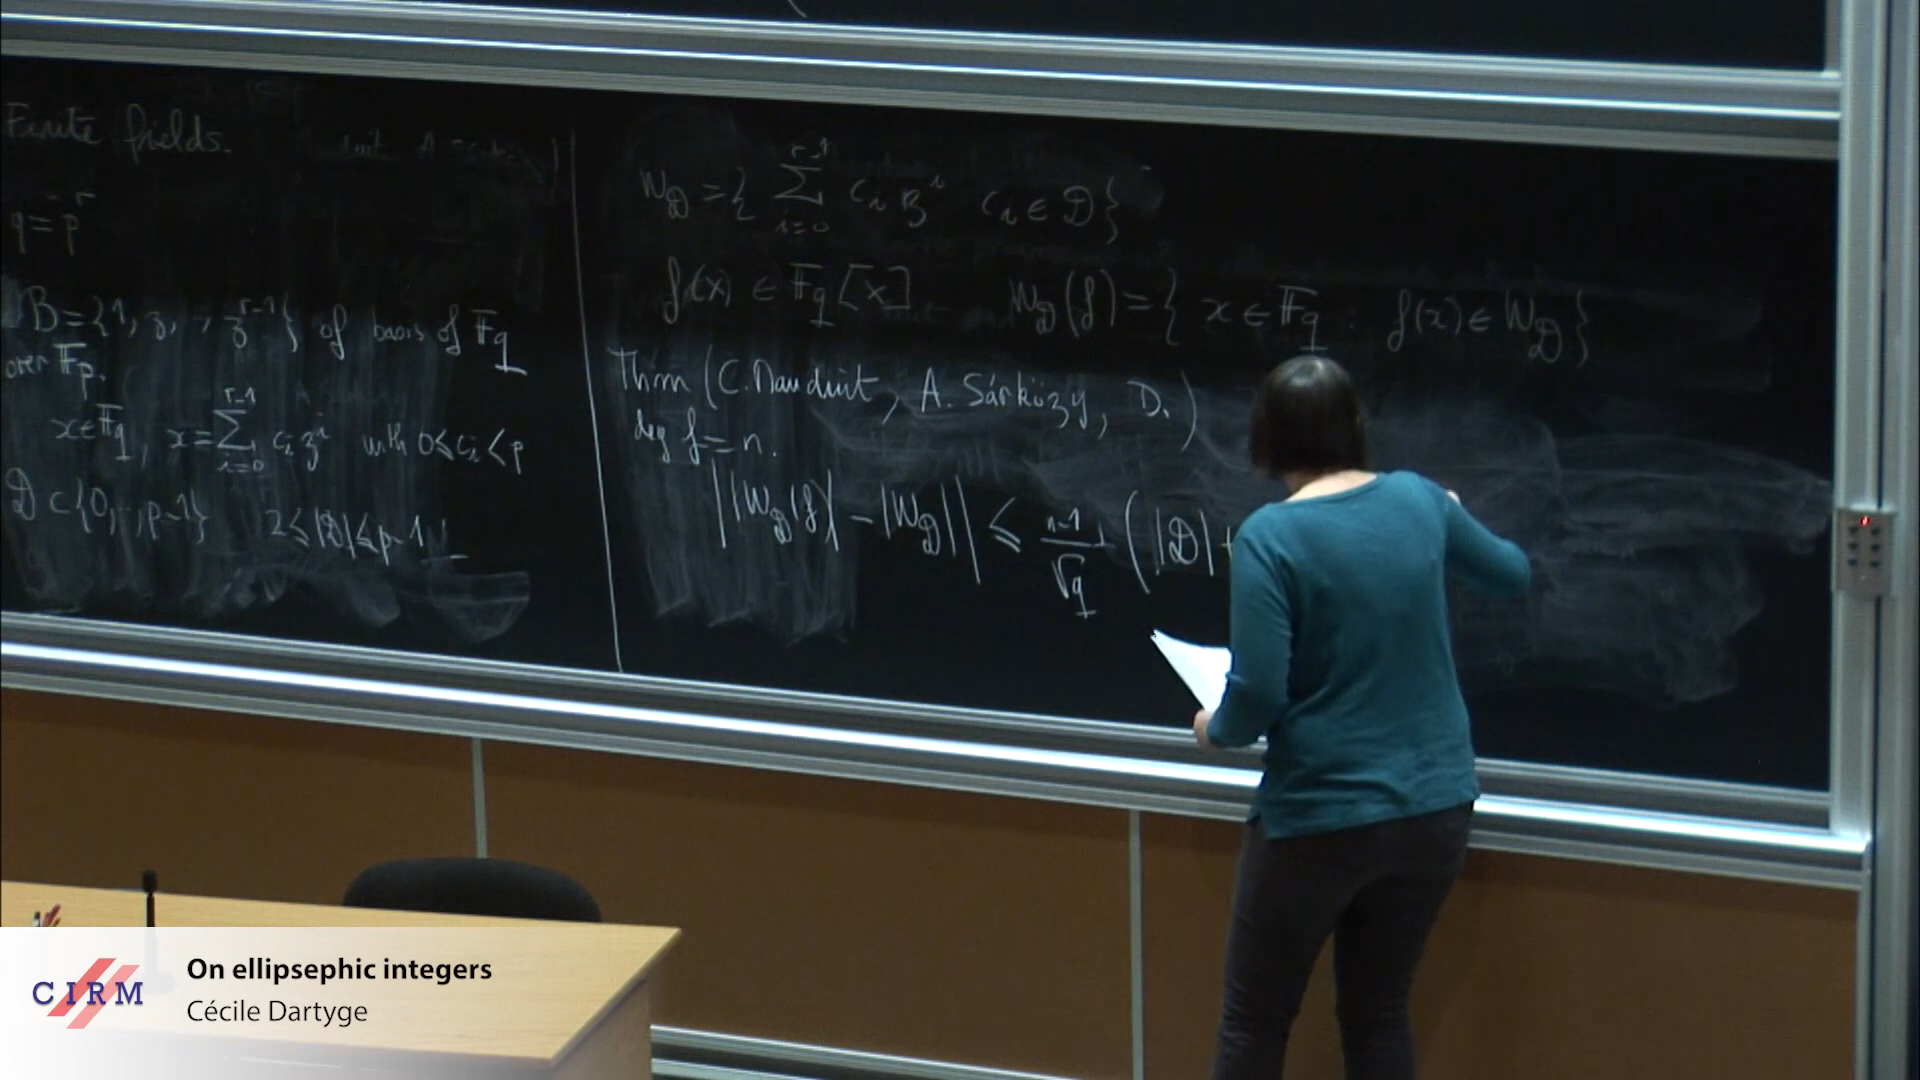 Finite fields.
q = p^r
B = {1, z, .., z^{r-1}} of basis of 𝔽_q
over 𝔽_p.
x ∈ 𝔽_q, x = ∑_{i=0}^{r-1} c_i z^i with 0 ≤ c_i < p
𝒟 ⊂ {0, .., p-1} 2 ≤ |𝒟| ≤ p-1
W_𝒟 = { ∑_{i=0}^{r-1} c_i z^i c_i ∈ 𝒟 }
f(x) ∈ 𝔽_q[x] W_𝒟(f) = { x ∈ 𝔽_q : f(x) ∈ W_𝒟 }
Thm (C. Mauduit, A. Sárközy, D.)
deg f = n.
||W_𝒟(f)| - |W_𝒟|| ≤ \frac{n-1}{√q} (|𝒟| +
CIRM
On ellipsephic integers
Cécile Dartyge